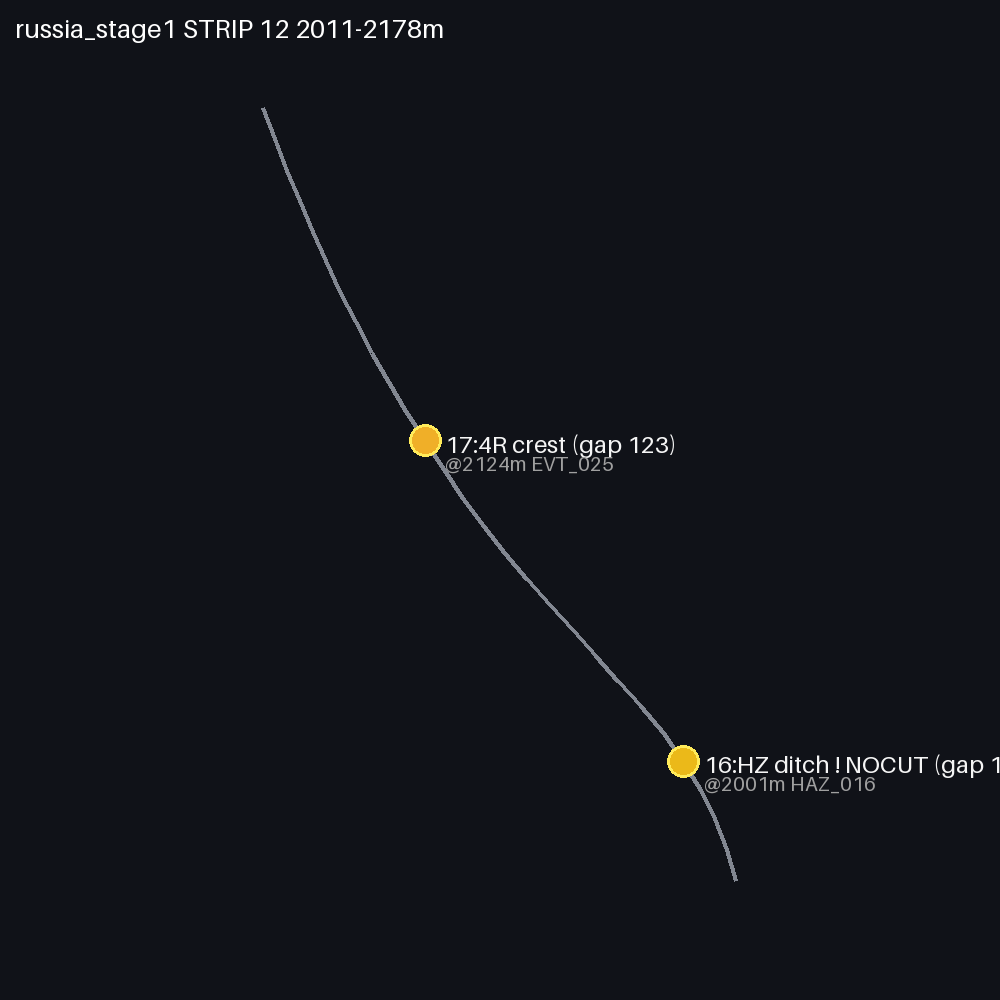 russia_stage1 STRIP 12 2011-2178m
17:4R crest (gap 123)
@2124m EVT_025
16:HZ ditch ! NOCUT (gap 1
@2001m HAZ_016